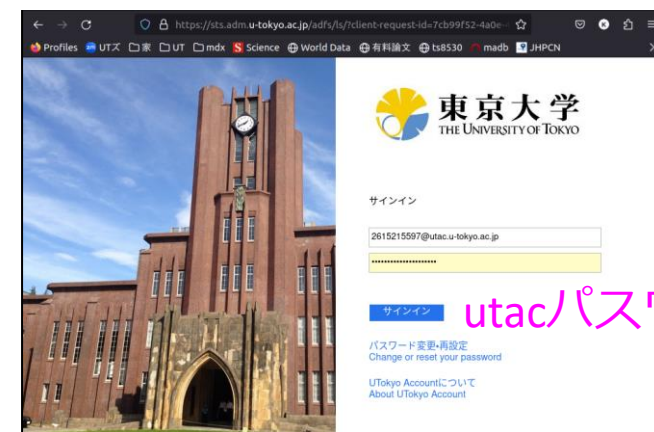 https://sts.adm.u-tokyo.ac.jp/adfs/ls/?client-request-id=7cb99f52-4a0e-
Profiles UTズ 家 UT mdx Science World Data 有料論文 ts8530 madb JHPCN
東京大学
THE UNIVERSITY OF TOKYO
サインイン
2615215597@utac.u-tokyo.ac.jp
サインイン
utacパスワ
パスワード変更・再設定
Change or reset your password
UTokyo Accountについて
About UTokyo Account